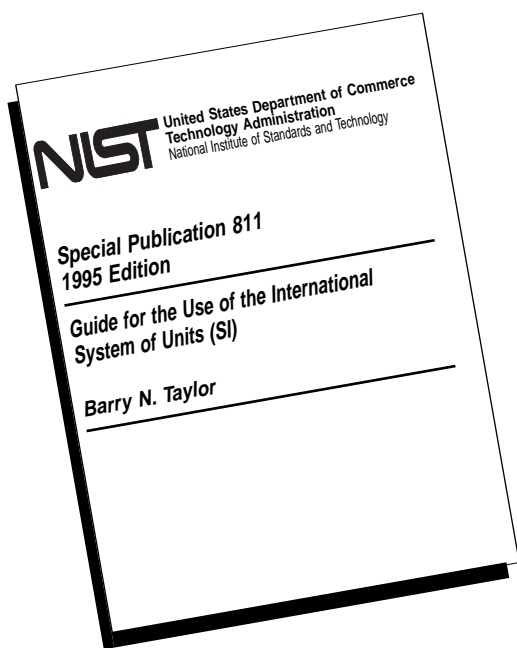 NIST
United States Department of Commerce
Technology Administration
National Institute of Standards and Technology
Special Publication 811
1995 Edition
Guide for the Use of the International
System of Units (SI)
Barry N. Taylor